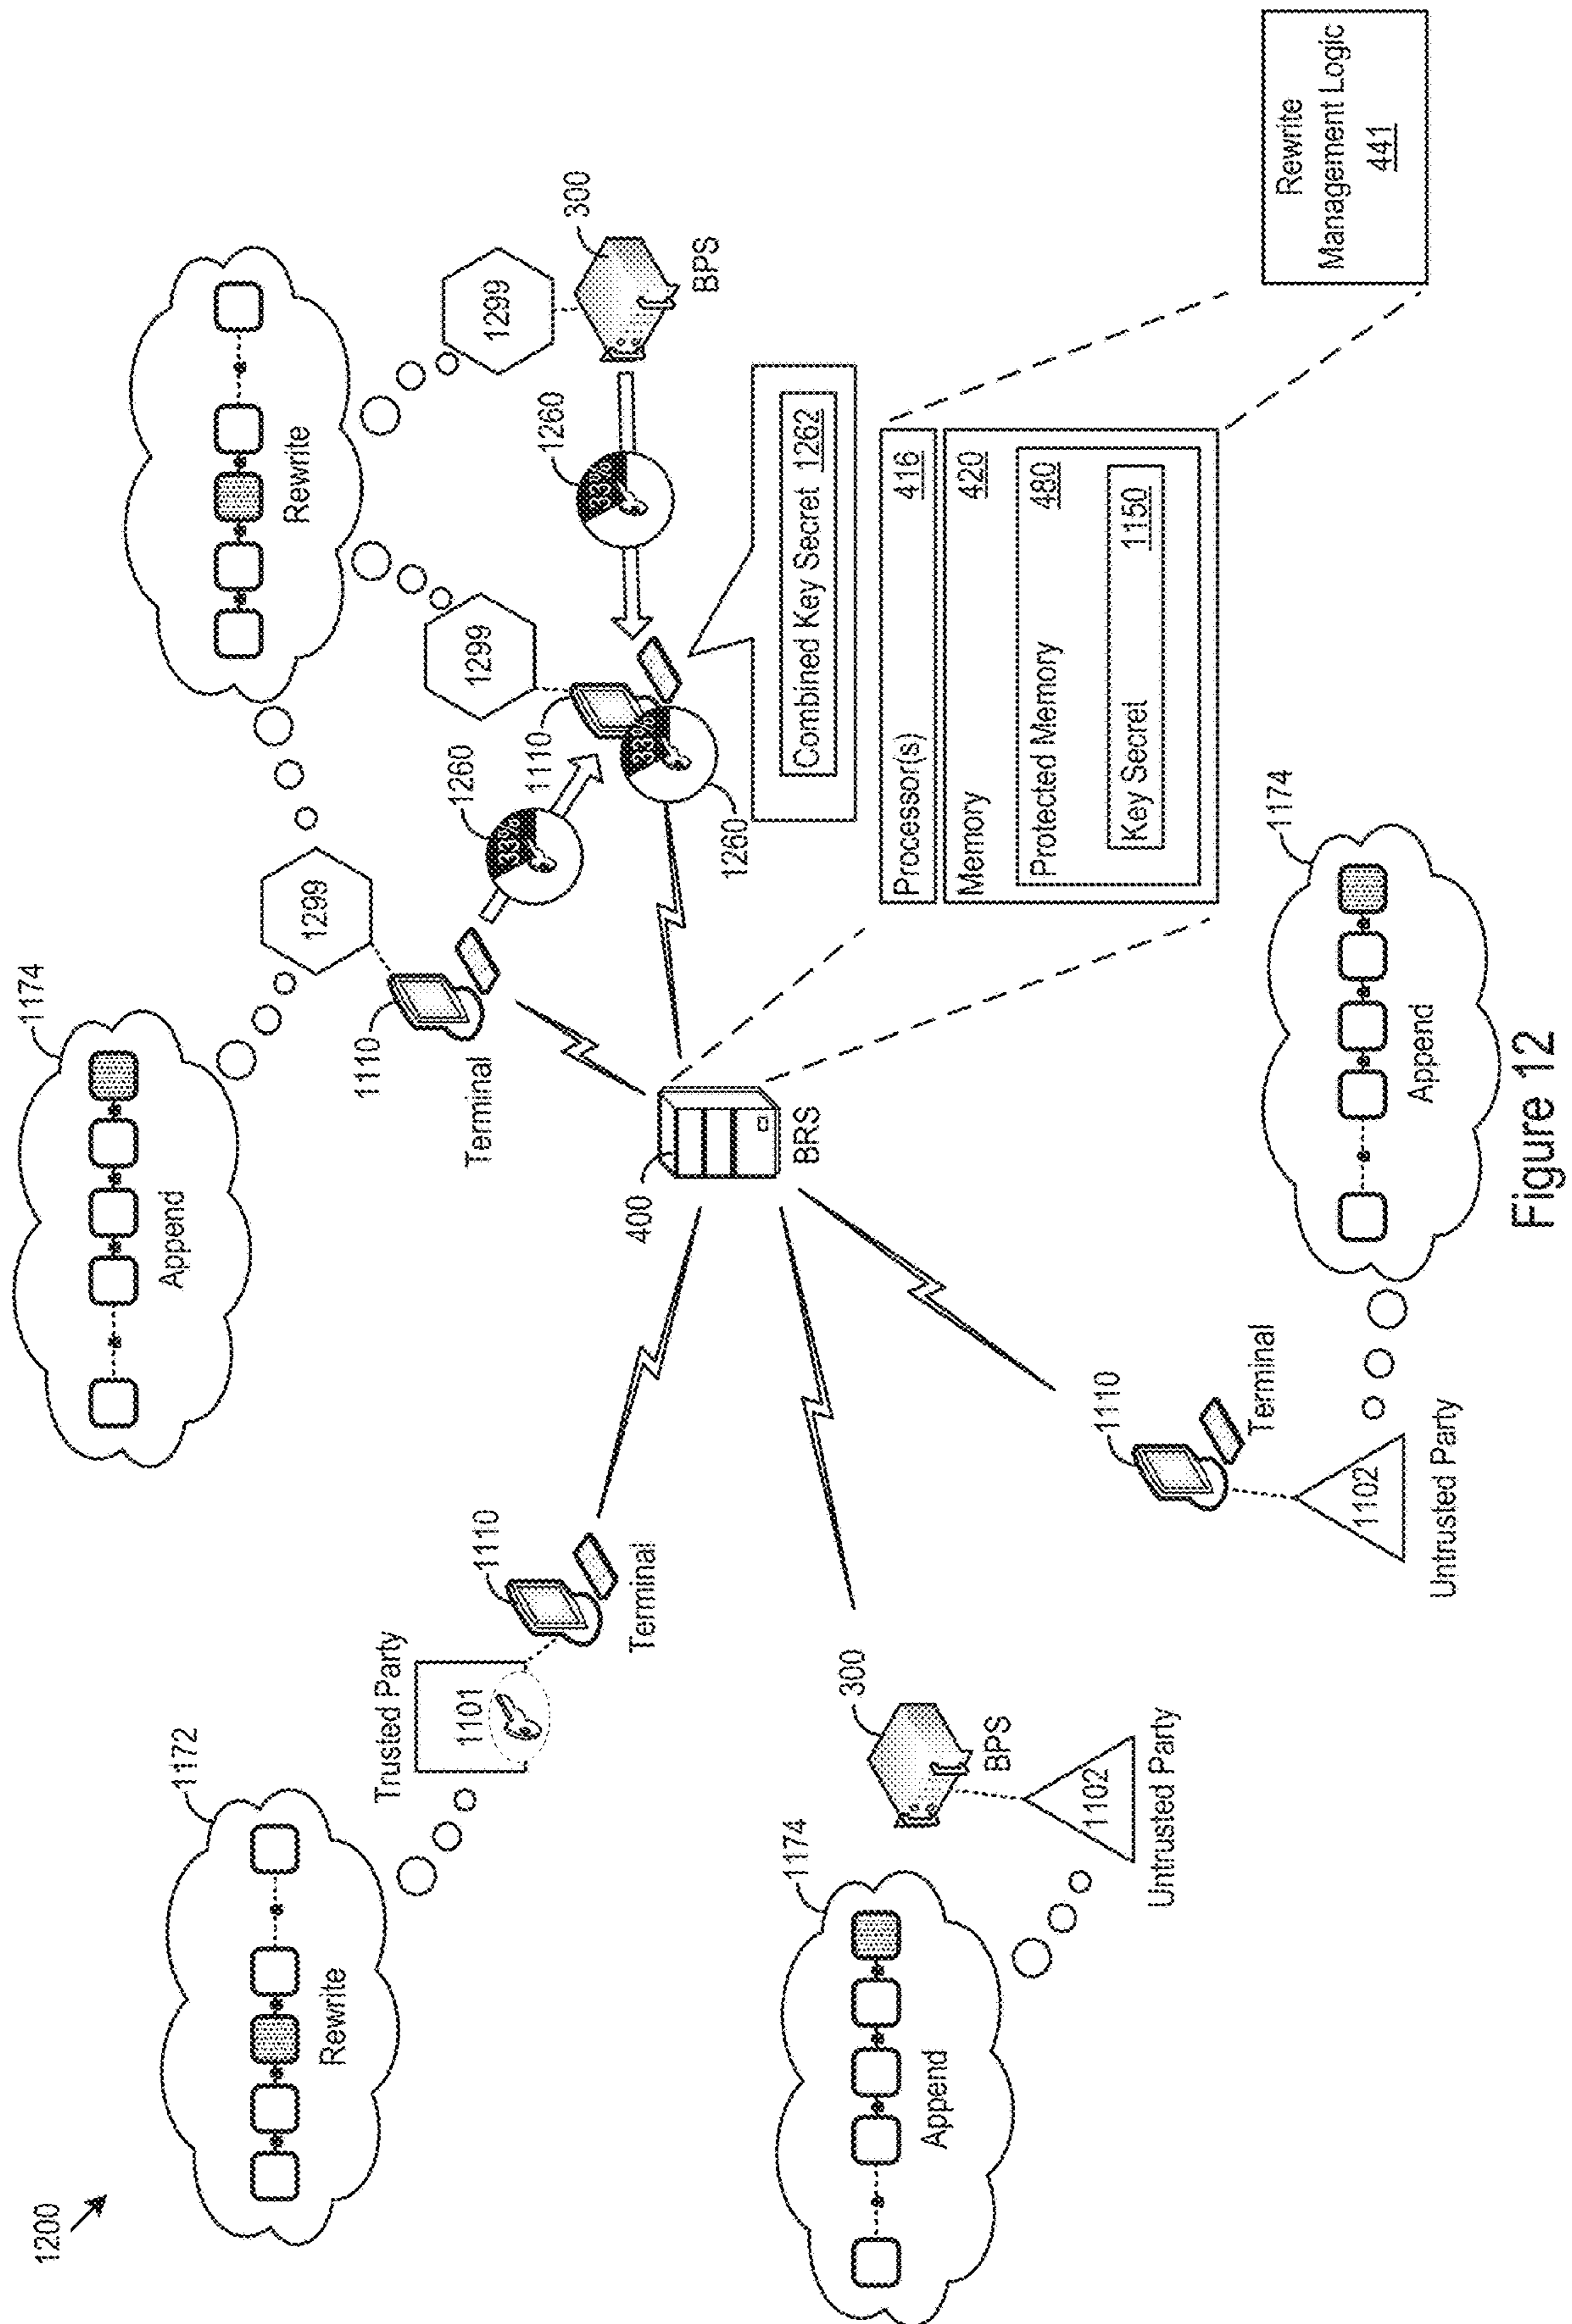 1200
1172
Rewrite
Trusted Party
1101
1110
Terminal
1174
Append
1299
1110
Terminal
1260
33%
Rewrite
1299
1110
1260
33%
1299
300
BPS
1260
33%
Combined Key Secret 1262
400
BRS
Processor(s) 416
Memory 420
Protected Memory 480
Key Secret 1150
Rewrite
Management Logic
441
1174
Append
300
BPS
1102
Untrusted Party
1110
Terminal
1102
Untrusted Party
1174
Append
Figure 12